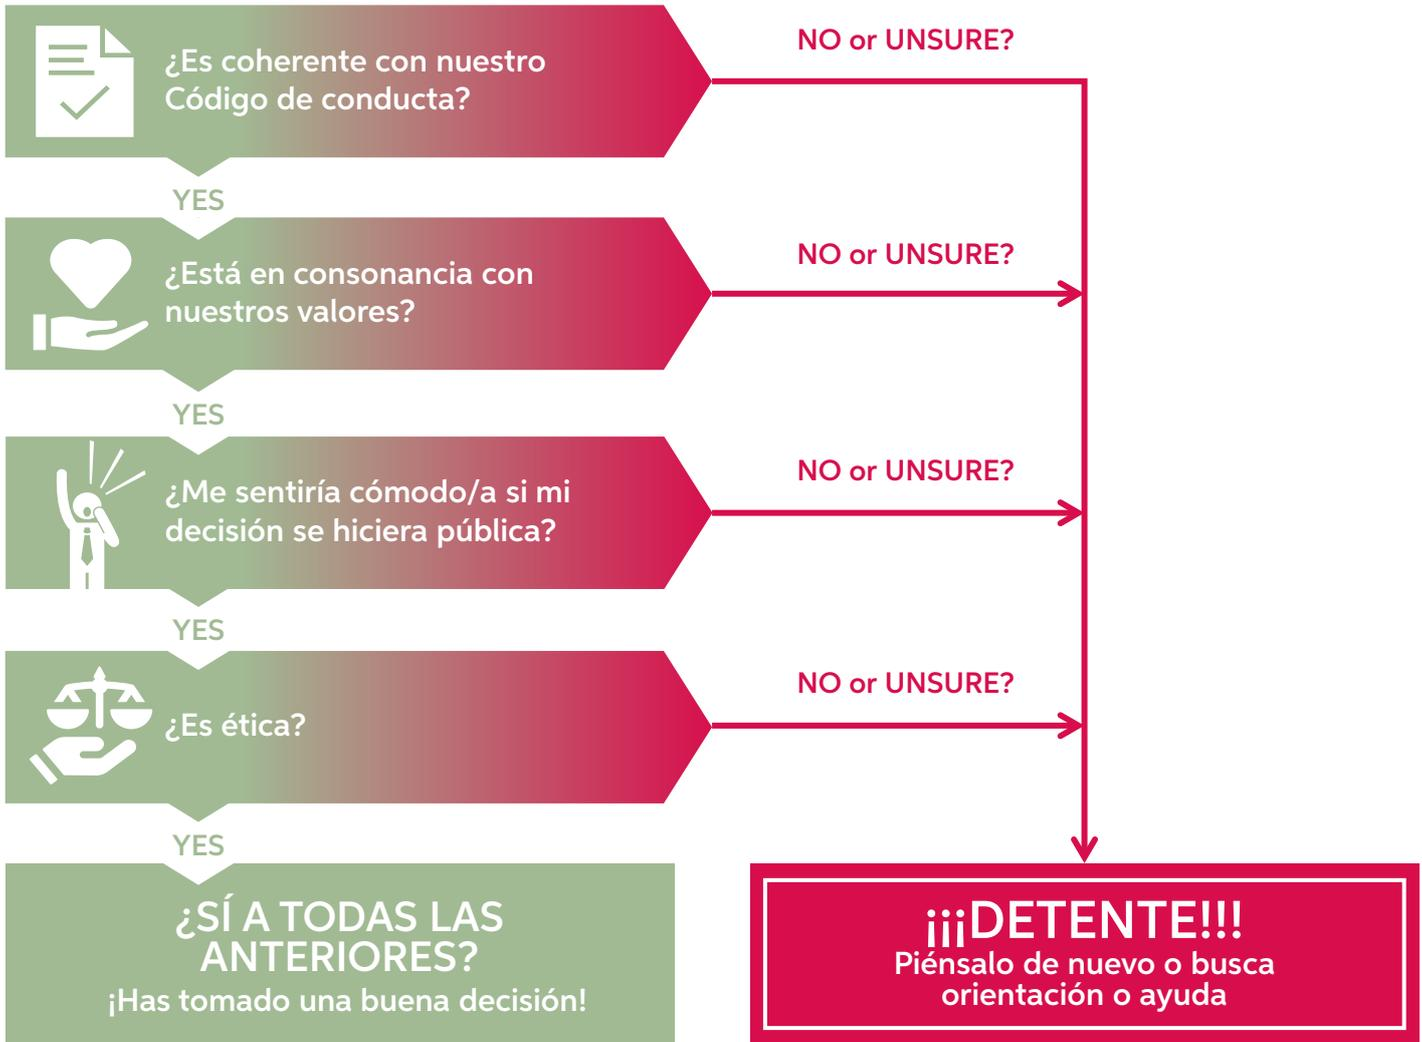 ¿Es coherente con nuestro
Código de conducta?
NO or UNSURE?
YES
¿Está en consonancia con
nuestros valores?
NO or UNSURE?
YES
¿Me sentiría cómodo/a si mi
decisión se hiciera pública?
NO or UNSURE?
YES
¿Es ética?
NO or UNSURE?
YES
¿SÍ A TODAS LAS
ANTERIORES?
¡Has tomado una buena decisión!
¡¡¡DETENTE!!!
Piénsalo de nuevo o busca
orientación o ayuda